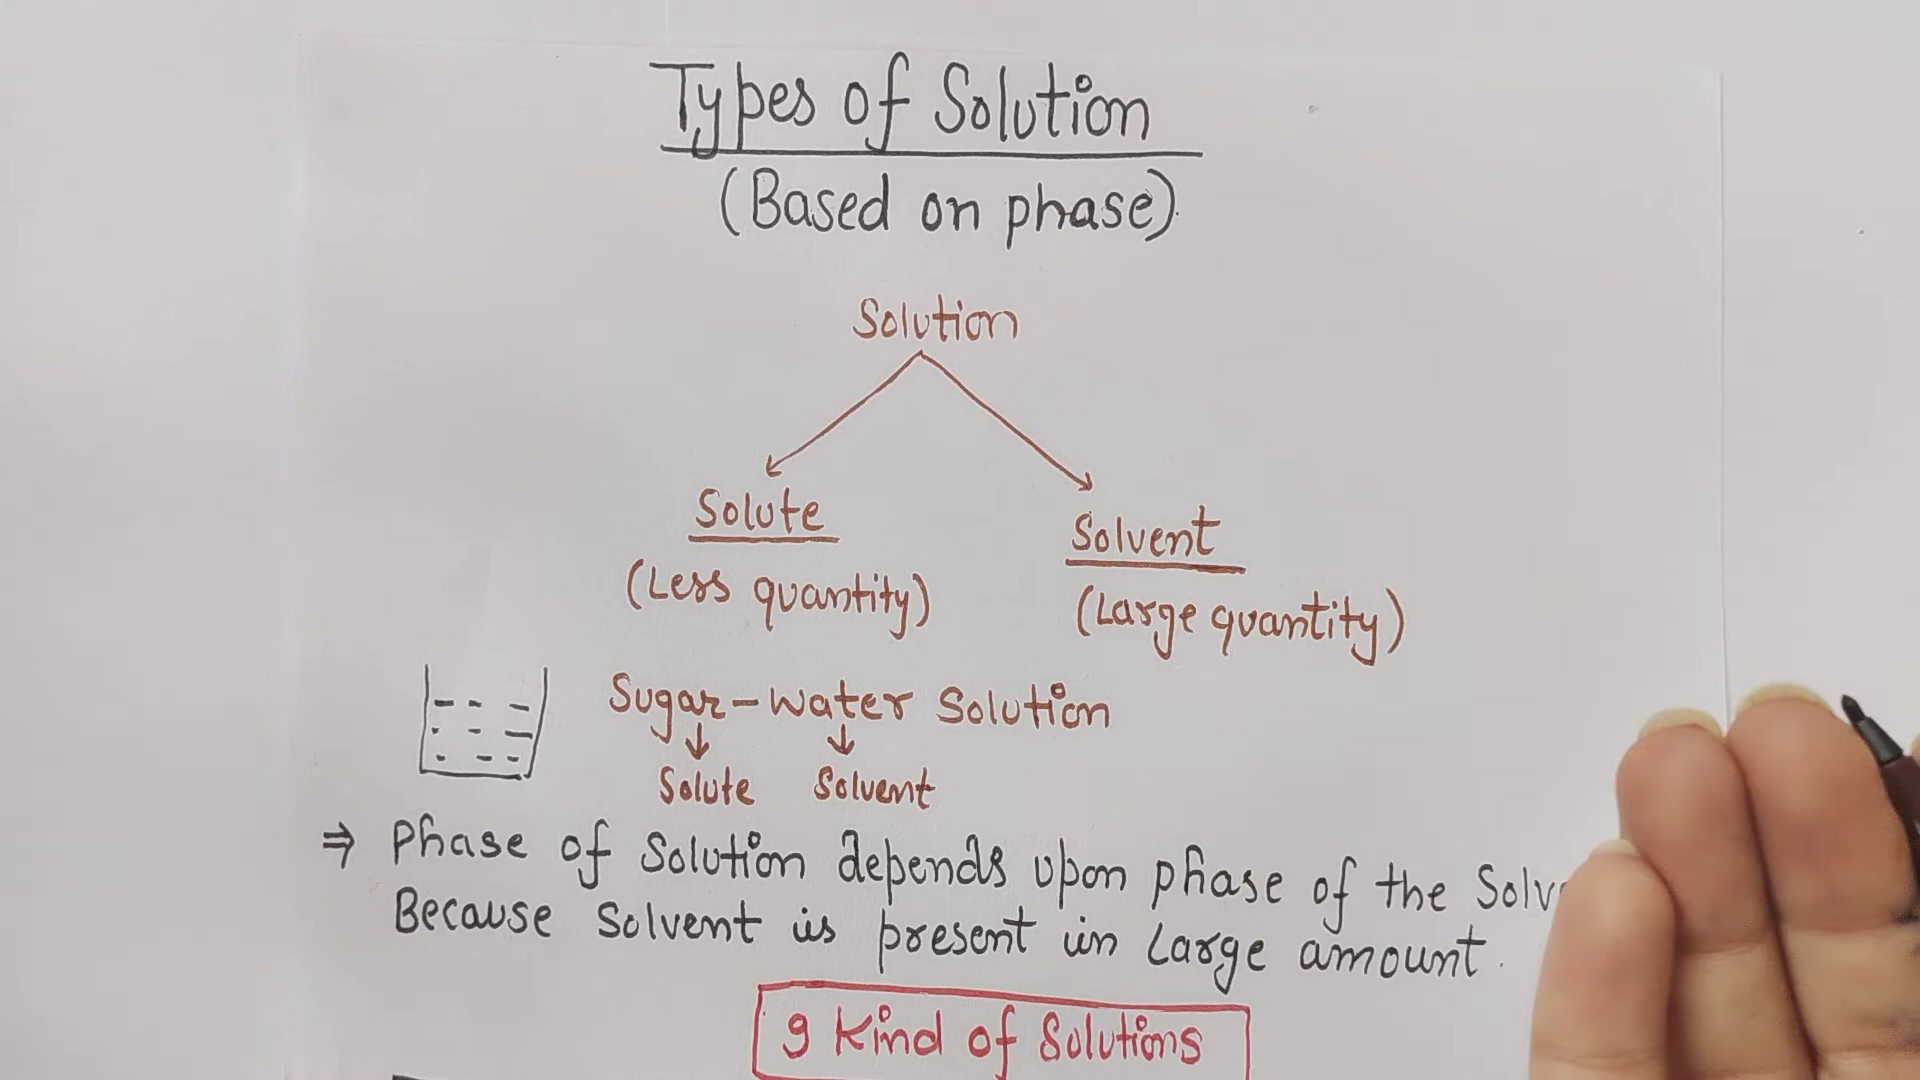 Types of Solution
(Based on phase)
Solution
Solute
Solvent
(Less quantity)
(Large quantity)
Sugar-water Solution
Solute Solvent
⇒ Phase of Solution depends upon phase of the
Because Solvent is present in Large amount.
9 Kind of Solutions